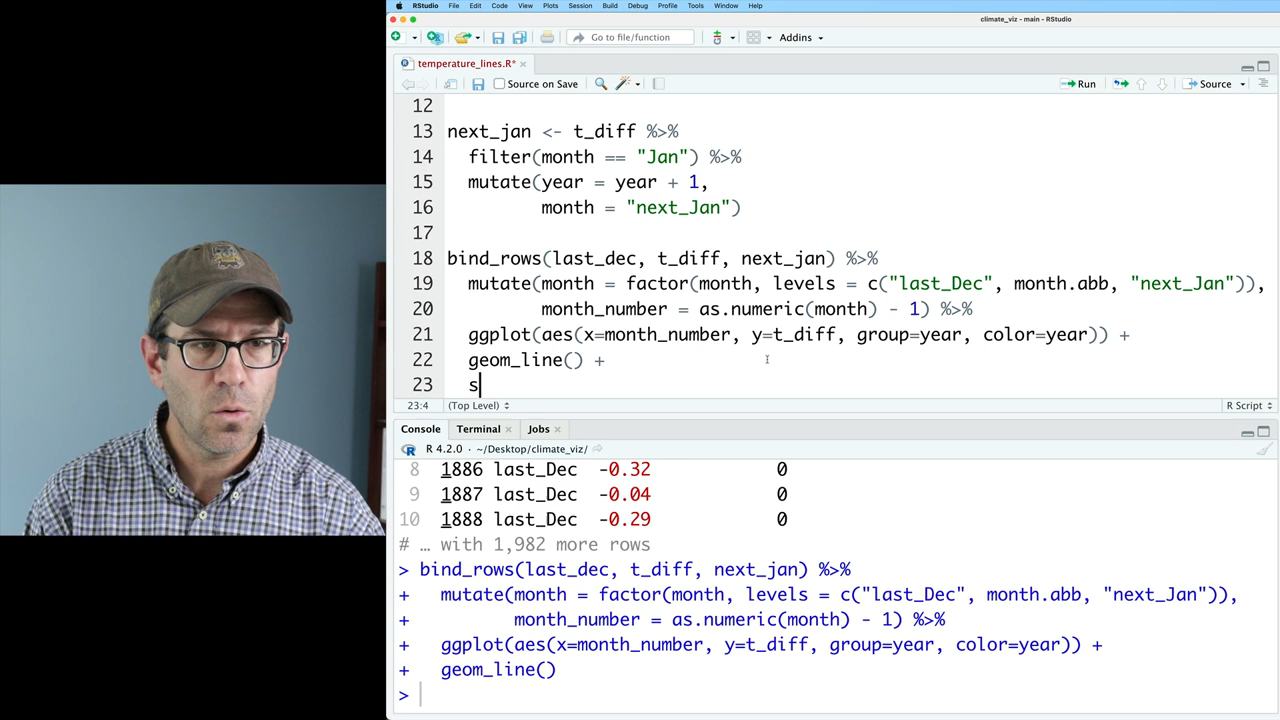 RStudio File Edit Code View Plots Session Build Debug Profile Tools Window Help
climate_viz - main - RStudio
Go to file/function Addins
temperature_lines.R*
Source on Save Run Source
12
13 next_jan <- t_diff %>%
14 filter(month == "Jan") %>%
15 mutate(year = year + 1,
16 month = "next_Jan")
17
18 bind_rows(last_dec, t_diff, next_jan) %>%
19 mutate(month = factor(month, levels = c("last_Dec", month.abb, "next_Jan")),
20 month_number = as.numeric(month) - 1) %>%
21 ggplot(aes(x=month_number, y=t_diff, group=year, color=year)) +
22 geom_line() +
23 s
23:4 (Top Level) R Script
Console Terminal Jobs
R 4.2.0 · ~/Desktop/climate_viz/
8 1886 last_Dec -0.32 0
9 1887 last_Dec -0.04 0
10 1888 last_Dec -0.29 0
# … with 1,982 more rows
> bind_rows(last_dec, t_diff, next_jan) %>%
+ mutate(month = factor(month, levels = c("last_Dec", month.abb, "next_Jan")),
+ month_number = as.numeric(month) - 1) %>%
+ ggplot(aes(x=month_number, y=t_diff, group=year, color=year)) +
+ geom_line()
>